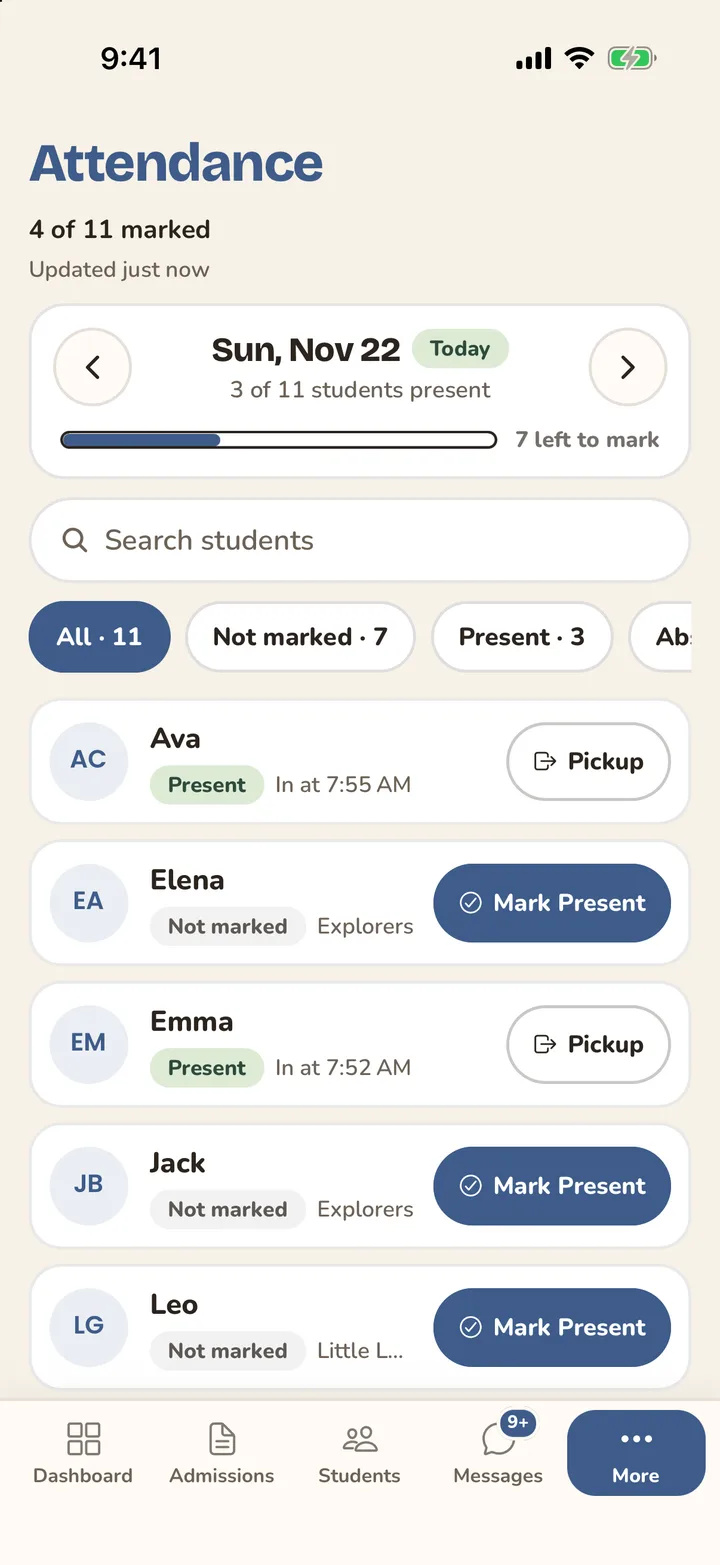 9:41
Attendance
4 of 11 marked
Updated just now
Sun, Nov 22 Today
3 of 11 students present
7 left to mark
Search students
All · 11 Not marked · 7 Present · 3 Abs
AC Ava
Present In at 7:55 AM
Pickup
EA Elena
Not marked Explorers
Mark Present
EM Emma
Present In at 7:52 AM
Pickup
JB Jack
Not marked Explorers
Mark Present
LG Leo
Not marked Little L...
Mark Present
9+
Dashboard Admissions Students Messages More